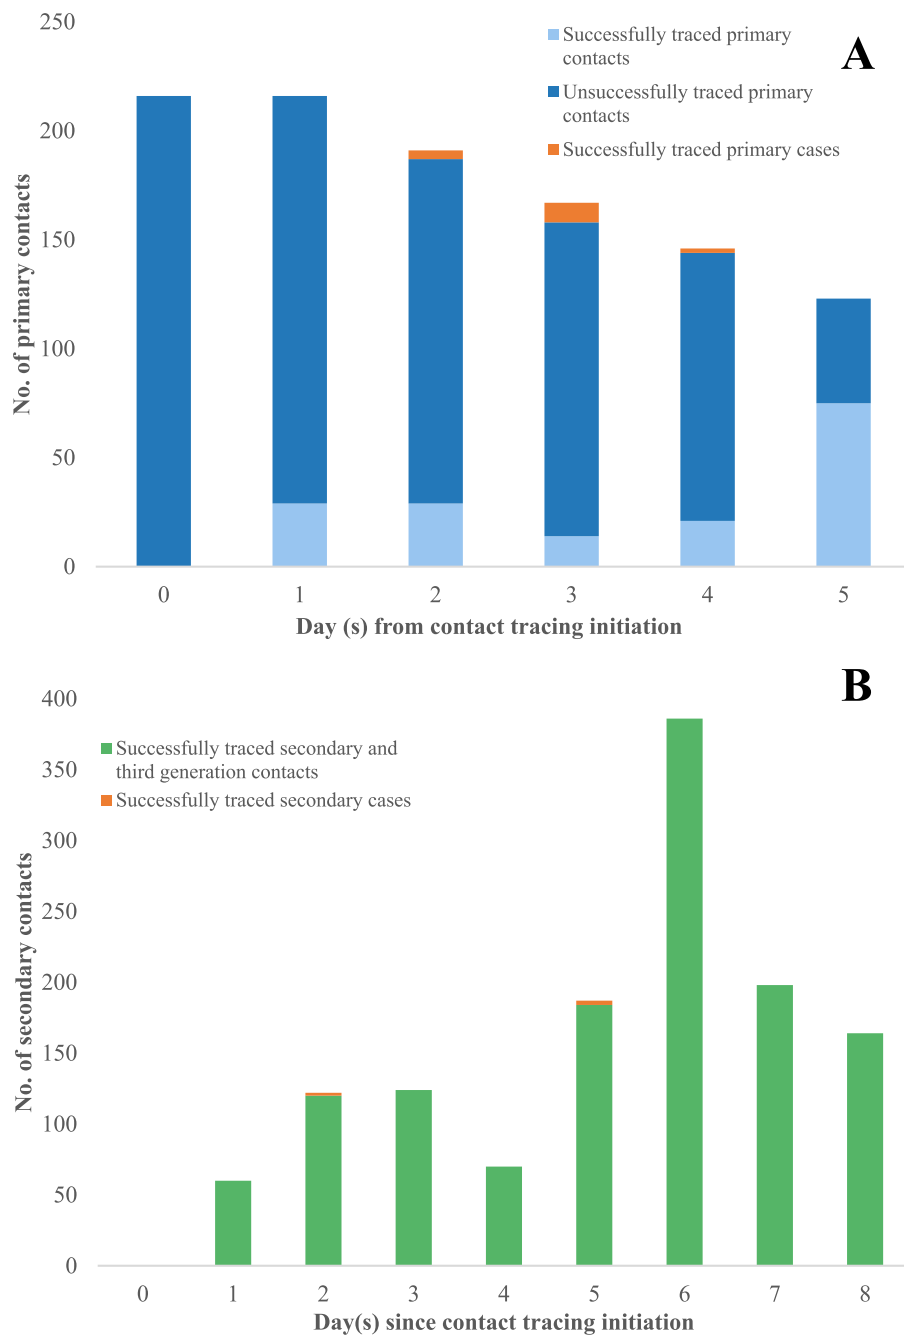 A
Successfully traced primary
contacts
Unsuccessfully traced primary
contacts
Successfully traced primary cases
No. of primary contacts
250
200
150
100
50
0
0 1 2 3 4 5
Day (s) from contact tracing initiation
B
Successfully traced secondary and
third generation contacts
Successfully traced secondary cases
No. of secondary contacts
400
350
300
250
200
150
100
50
0
0 1 2 3 4 5 6 7 8
Day(s) since contact tracing initiation